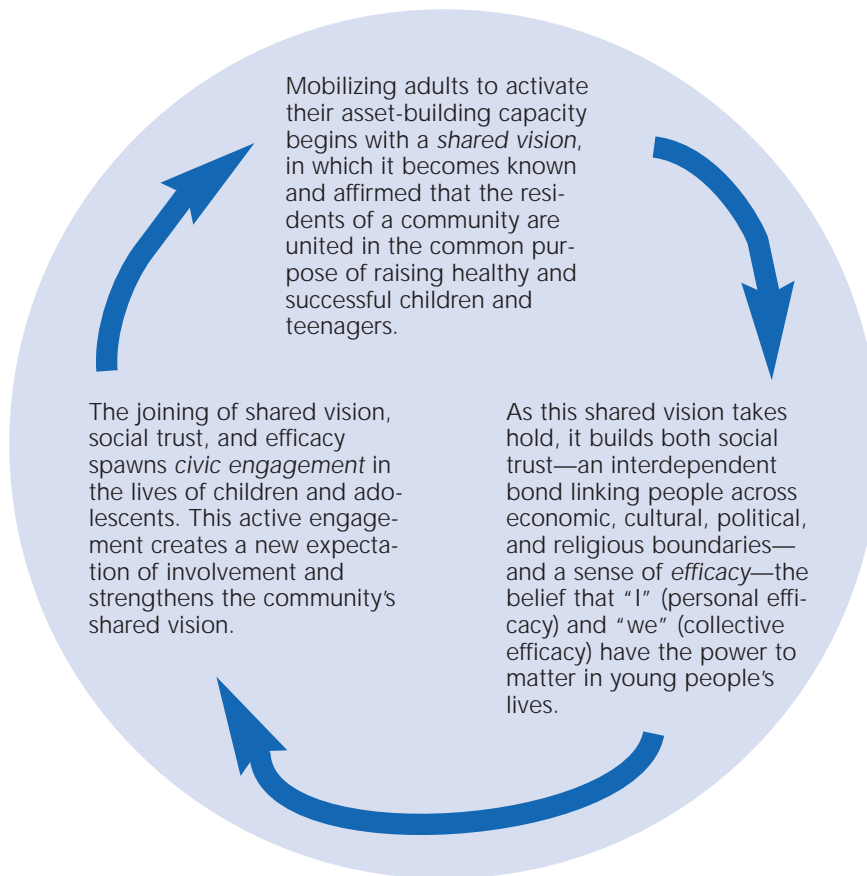 Mobilizing adults to activate
their asset-building capacity
begins with a shared vision,
in which it becomes known
and affirmed that the resi-
dents of a community are
united in the common pur-
pose of raising healthy and
successful children and
teenagers.
As this shared vision takes
hold, it builds both social
trust—an interdependent
bond linking people across
economic, cultural, political,
and religious boundaries—
and a sense of efficacy—the
belief that "I" (personal effi-
cacy) and "we" (collective
efficacy) have the power to
matter in young people's
lives.
The joining of shared vision,
social trust, and efficacy
spawns civic engagement in
the lives of children and ado-
lescents. This active engage-
ment creates a new expecta-
tion of involvement and
strengthens the community's
shared vision.